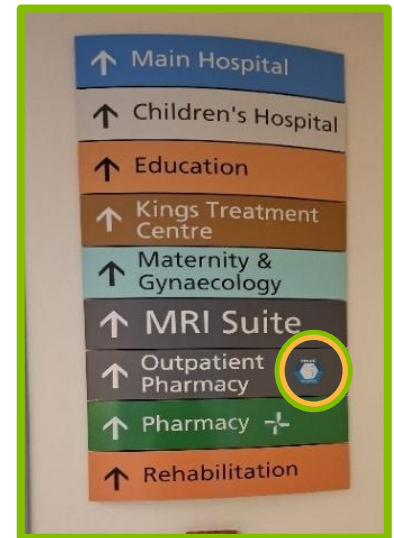 Main Hospital
Children's Hospital
Education
Kings Treatment
Centre
Maternity &
Gynaecology
MRI Suite
Outpatient
Pharmacy
Pharmacy
Rehabilitation